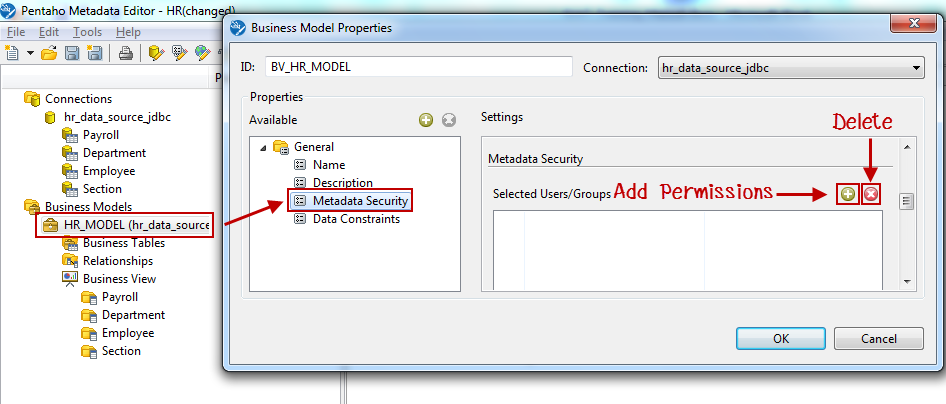 Pentaho Metadata Editor - HR(changed)
File Edit Tools Help
P
Connections
hr_data_source_jdbc
Payroll
Department
Employee
Section
Business Models
HR_MODEL (hr_data_source
Business Tables
Relationships
Business View
Payroll
Department
Employee
Section
Business Model Properties
ID: BV_HR_MODEL Connection: hr_data_source_jdbc
Properties
Available
General
Name
Description
Metadata Security
Data Constraints
Settings
Delete
Metadata Security
Selected Users/Groups Add Permissions
OK Cancel